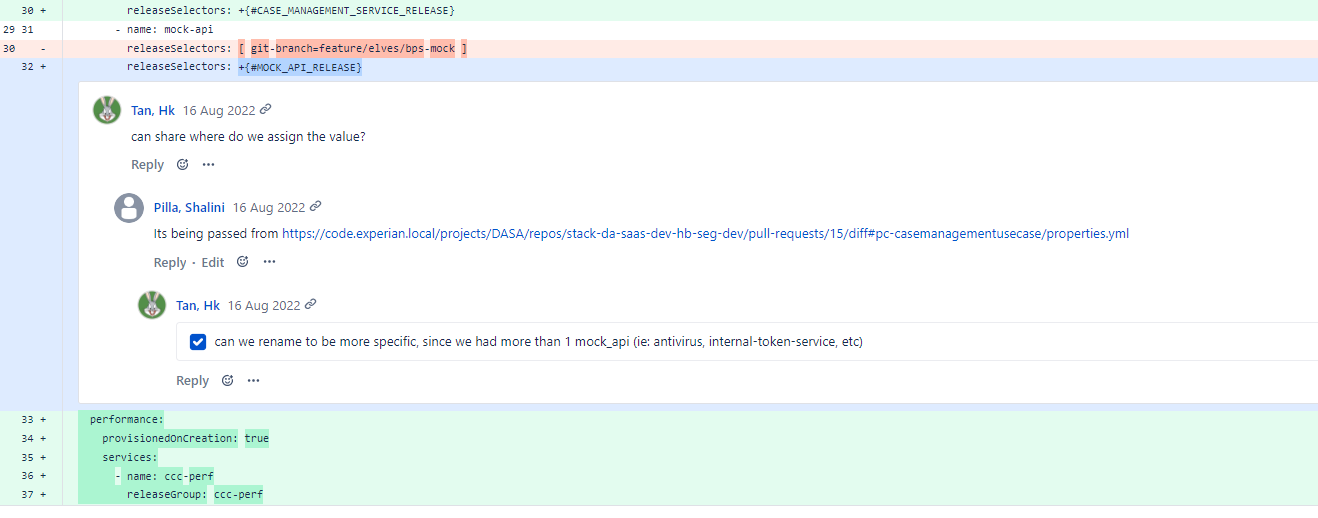 30 + releaseSelectors: +{#CASE_MANAGEMENT_SERVICE_RELEASE}
29 31 - name: mock-api
30 - releaseSelectors: [ git-branch=feature/elves/bps-mock ]
32 + releaseSelectors: +{#MOCK_API_RELEASE}
Tan, Hk 16 Aug 2022
can share where do we assign the value?
Reply ···
Pilla, Shalini 16 Aug 2022
Its being passed from https://code.experian.local/projects/DASA/repos/stack-da-saas-dev-hb-seg-dev/pull-requests/15/diff#pc-casemanagementusecase/properties.yml
Reply · Edit ···
Tan, Hk 16 Aug 2022
can we rename to be more specific, since we had more than 1 mock_api (ie: antivirus, internal-token-service, etc)
Reply ···
33 + performance:
34 + provisionedOnCreation: true
35 + services:
36 + - name: ccc-perf
37 + releaseGroup: ccc-perf